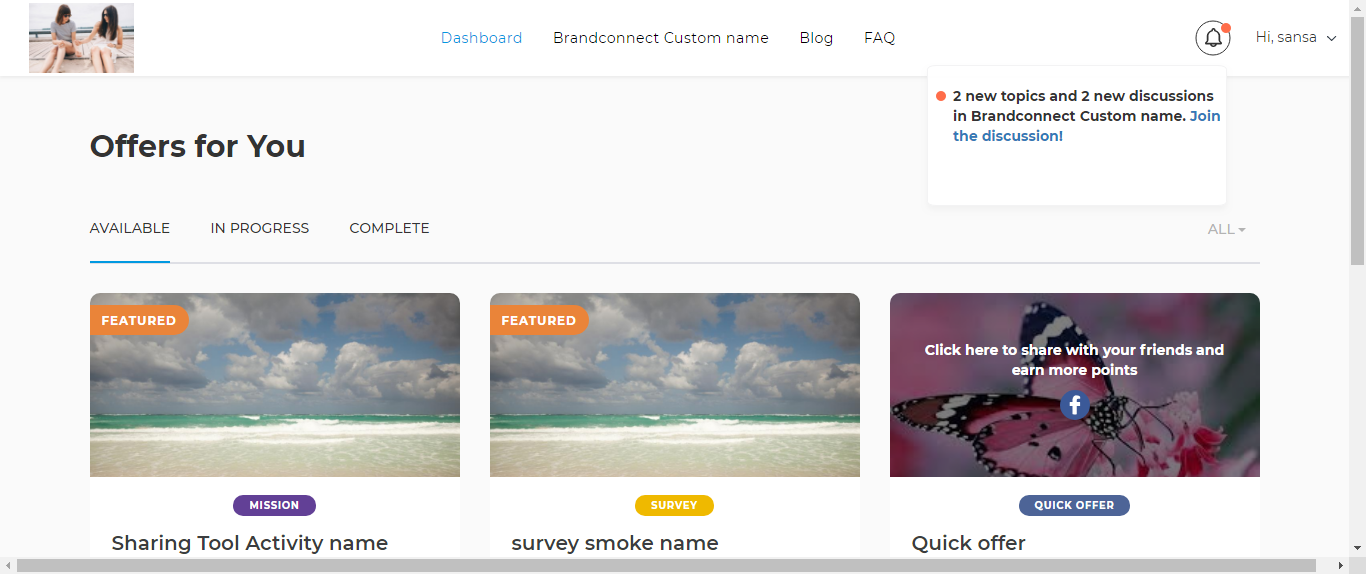 Dashboard
Brandconnect Custom name
Blog
FAQ
Hi, sansa
2 new topics and 2 new discussions
in Brandconnect Custom name. Join
the discussion!
Offers for You
AVAILABLE
IN PROGRESS
COMPLETE
ALL
FEATURED
FEATURED
Click here to share with your friends and
earn more points
MISSION
SURVEY
QUICK OFFER
Sharing Tool Activity name
survey smoke name
Quick offer